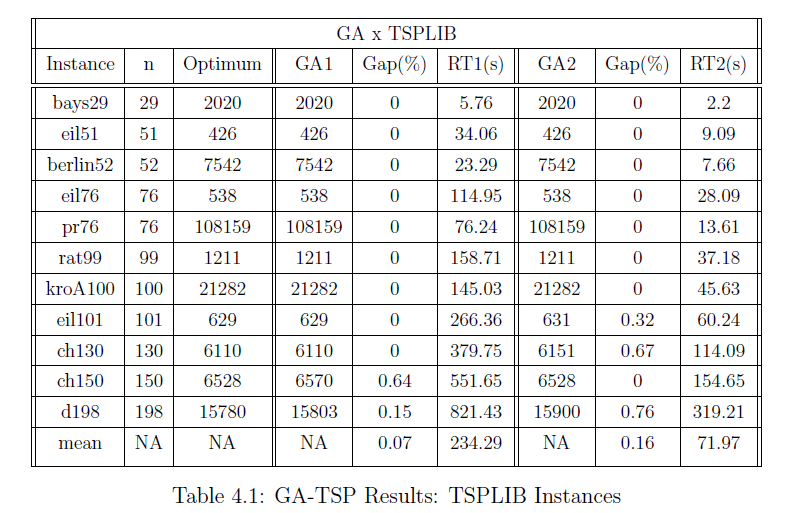 GA x TSPLIB
Instance n Optimum GA1 Gap(%) RT1(s) GA2 Gap(%) RT2(s)
bays29 29 2020 2020 0 5.76 2020 0 2.2
eil51 51 426 426 0 34.06 426 0 9.09
berlin52 52 7542 7542 0 23.29 7542 0 7.66
eil76 76 538 538 0 114.95 538 0 28.09
pr76 76 108159 108159 0 76.24 108159 0 13.61
rat99 99 1211 1211 0 158.71 1211 0 37.18
kroA100 100 21282 21282 0 145.03 21282 0 45.63
eil101 101 629 629 0 266.36 631 0.32 60.24
ch130 130 6110 6110 0 379.75 6151 0.67 114.09
ch150 150 6528 6570 0.64 551.65 6528 0 154.65
d198 198 15780 15803 0.15 821.43 15900 0.76 319.21
mean NA NA NA 0.07 234.29 NA 0.16 71.97
Table 4.1: GA-TSP Results: TSPLIB Instances